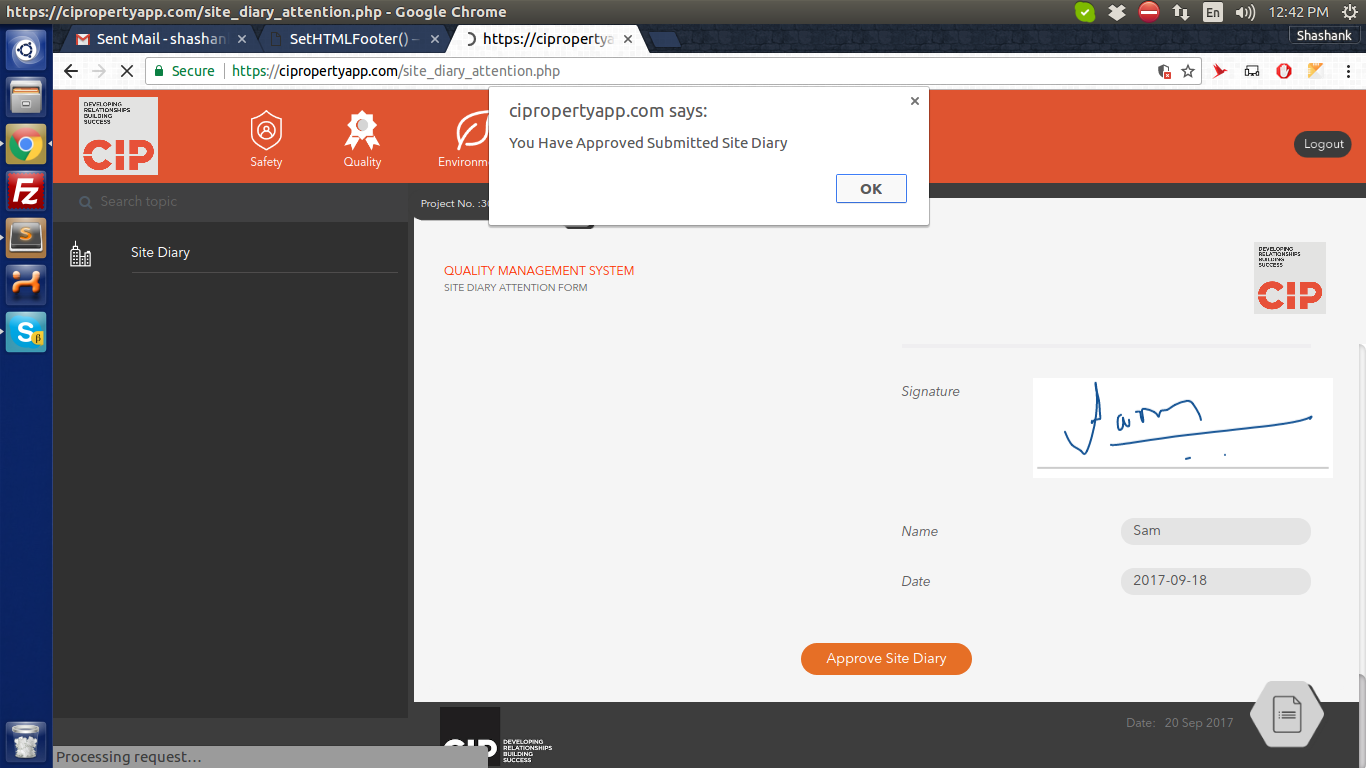 https://cipropertyapp.com/site_diary_attention.php - Google Chrome
En
12:42 PM
Sent Mail - shashan
SetHTMLFooter() –
https://cipropertya
Shashank
Secure
https://cipropertyapp.com/site_diary_attention.php
DEVELOPING
RELATIONSHIPS
BUILDING
SUCCESS
CIP
Safety
Quality
Environm
cipropertyapp.com says:
You Have Approved Submitted Site Diary
OK
Logout
Search topic
Project No. :30
Site Diary
QUALITY MANAGEMENT SYSTEM
SITE DIARY ATTENTION FORM
DEVELOPING
RELATIONSHIPS
BUILDING
SUCCESS
CIP
Signature
Sam
Name
Sam
Date
2017-09-18
Approve Site Diary
CIP
DEVELOPING
RELATIONSHIPS
BUILDING
SUCCESS
Date: 20 Sep 2017
Processing request...